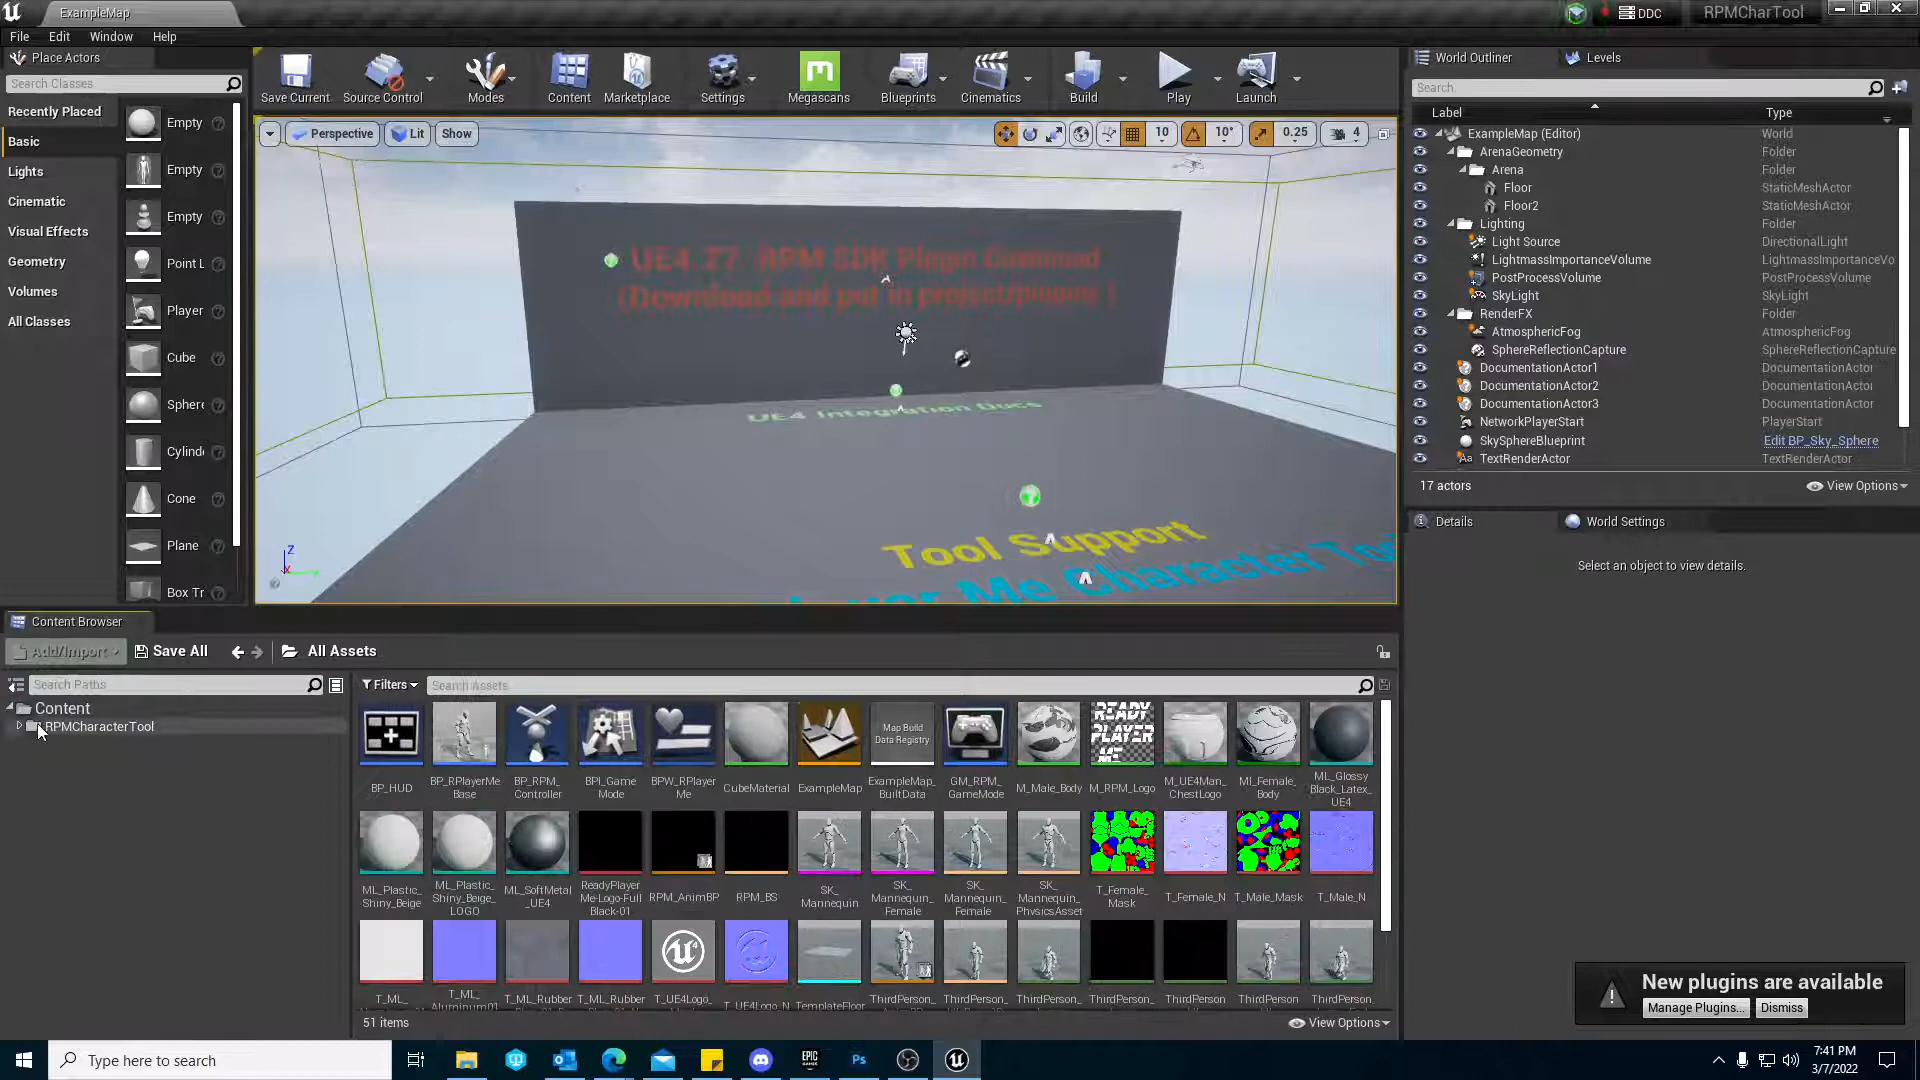 ExampleMap
DDC
RPMCharTool
File Edit Window Help
Place Actors
Search Classes
Recently Placed
Basic
Lights
Cinematic
Visual Effects
Geometry
Volumes
All Classes
Empty
Empty
Empty
Point L
Player
Cube
Sphere
Cylinde
Cone
Plane
Box Tr
Save Current
Source Control
Modes
Content
Marketplace
Settings
Megascans
Blueprints
Cinematics
Build
Play
Launch
Perspective Lit Show
10 10° 0.25 4
UE4.27 RPM SDK Plugin Download
(Download and put in project/plugins )
UE4 Integration Docs
Tool Support
Me Character Too
Z
World Outliner Levels
Search
Label Type
ExampleMap (Editor) World
ArenaGeometry Folder
Arena Folder
Floor StaticMeshActor
Floor2 StaticMeshActor
Lighting Folder
Light Source DirectionalLight
LightmassImportanceVolume LightmassImportanceVo
PostProcessVolume PostProcessVolume
SkyLight SkyLight
RenderFX Folder
AtmosphericFog AtmosphericFog
SphereReflectionCapture SphereReflectionCapture
DocumentationActor1 DocumentationActor
DocumentationActor2 DocumentationActor
DocumentationActor3 DocumentationActor
NetworkPlayerStart PlayerStart
SkySphereBlueprint Edit BP_Sky_Sphere
TextRenderActor TextRenderActor
17 actors View Options
Details World Settings
Select an object to view details.
Content Browser
Add/Import Save All All Assets
Search Paths
Content
RPMCharacterTool
Filters Search Assets
Map Build
Data Registry
READY
PLAYER
ME
BP_HUD
BP_RPlayerMe
Base
BP_RPM_
Controller
BPI_Game
Mode
BPW_RPlayer
Me
CubeMaterial
ExampleMap
ExampleMap_
BuiltData
GM_RPM_
GameMode
M_Male_Body
M_RPM_Logo
M_UE4Man_
ChestLogo
MI_Female_
Body
ML_Glossy
Black_Latex_
UE4
ML_Plastic_
Shiny_Beige
ML_Plastic_
Shiny_Beige_
LOGO
ML_SoftMetal_
UE4
ReadyPlayer
Me-Logo-Full
Black-01
RPM_AnimBP
RPM_BS
SK_
Mannequin
SK_
Mannequin_
Female
SK_
Mannequin_
Female
SK_
Mannequin_
PhysicsAsset
T_Female_
Mask
T_Female_N
T_Male_Mask
T_Male_N
T_ML_
T_ML_
Aluminum01
T_ML_Rubber
T_ML_Rubber
T_UE4Logo_
T_UE4Logo_N
TemplateFloor
ThirdPerson_
ThirdPerson_
ThirdPerson_
ThirdPerson_
ThirdPerson
ThirdPerson
ThirdPerson
51 items
View Options
New plugins are available
Manage Plugins... Dismiss
Type here to search
EPIC
GAMES
Ps
7:41 PM
3/7/2022